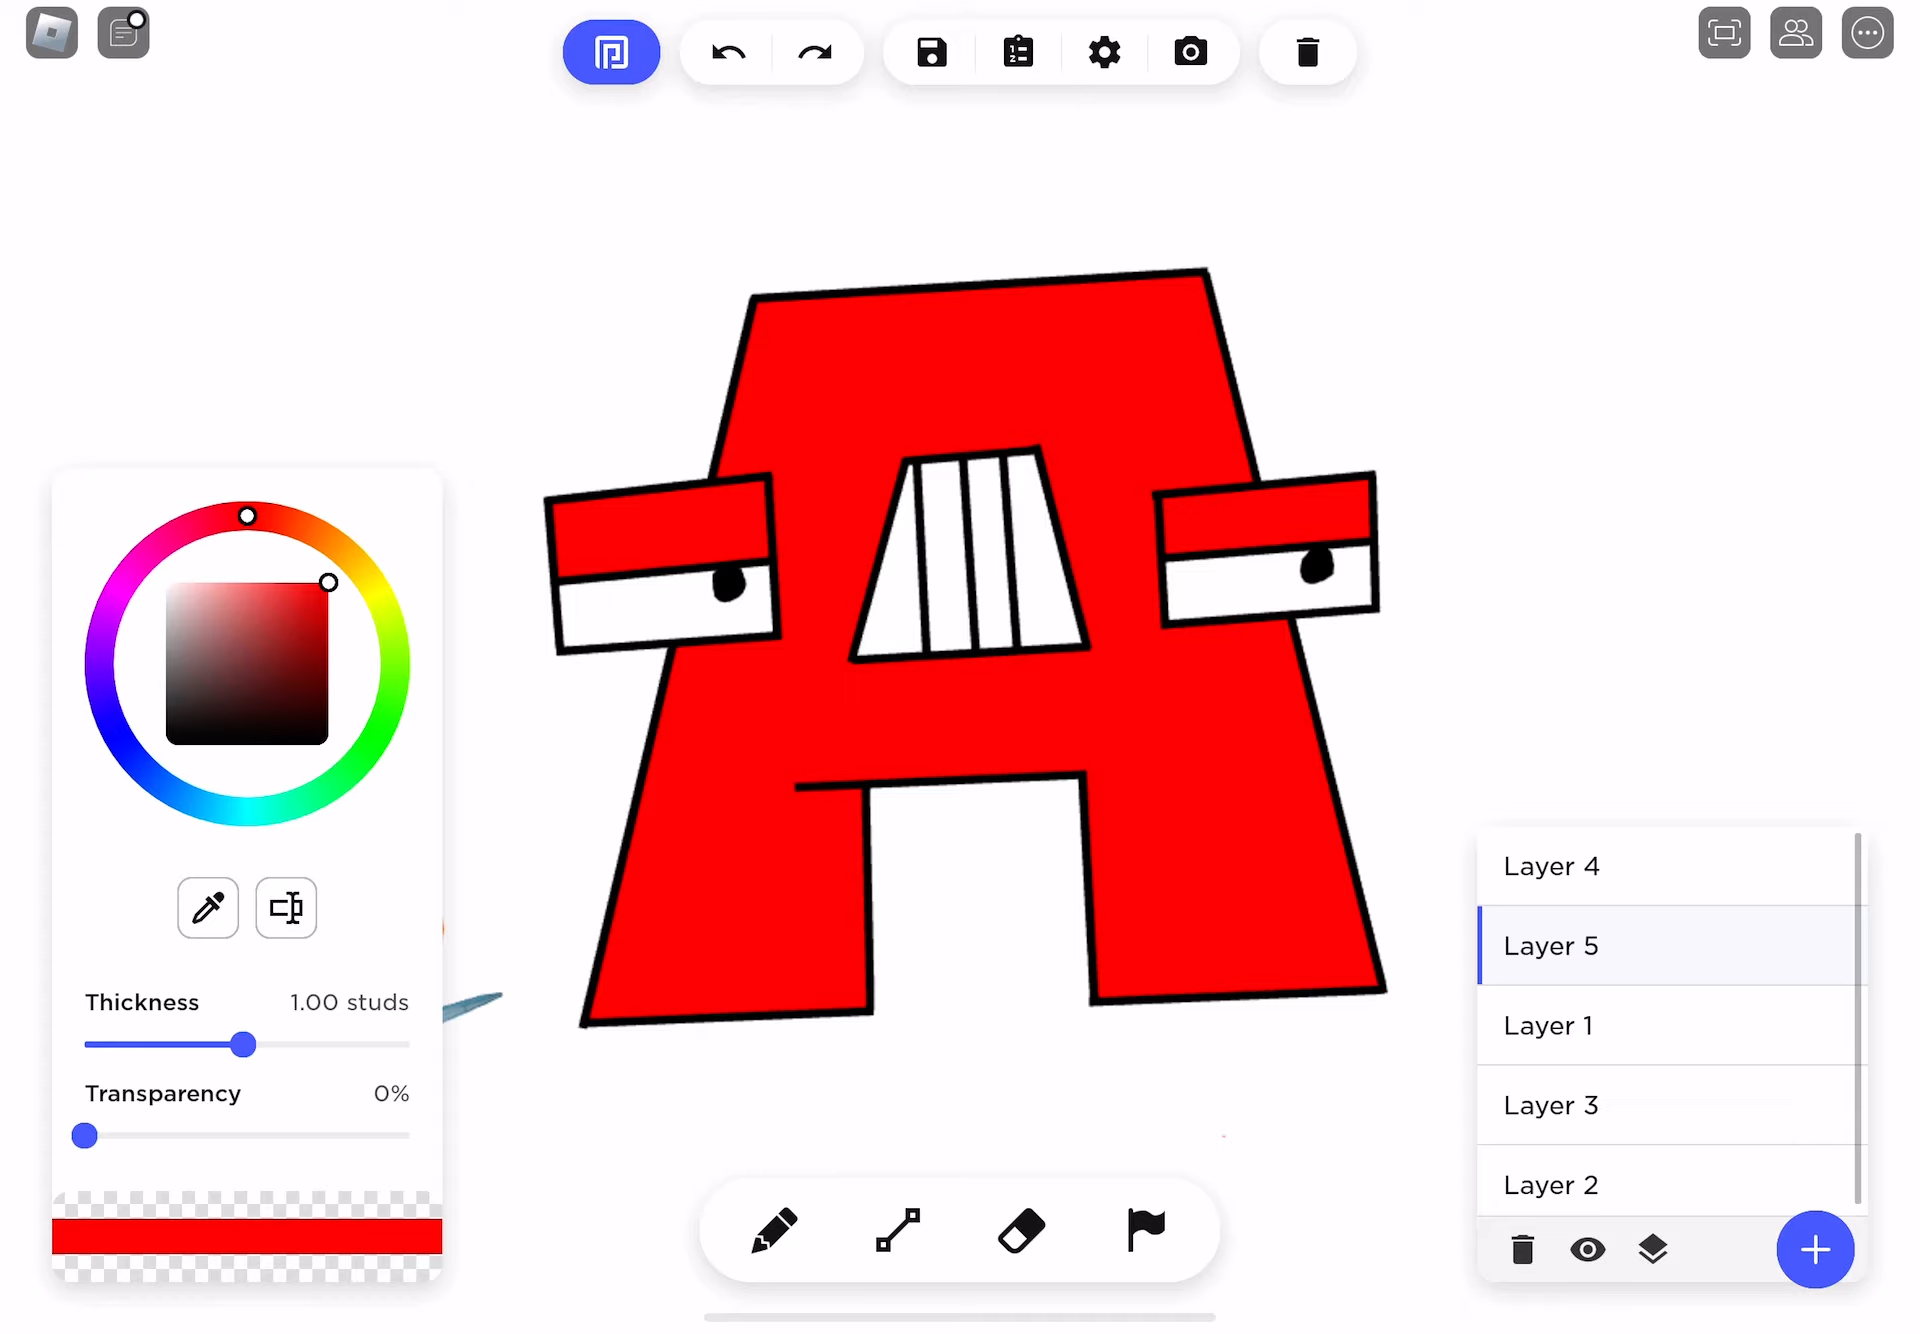 A
Thickness 1.00 studs
Transparency 0%
Layer 4
Layer 5
Layer 1
Layer 3
Layer 2